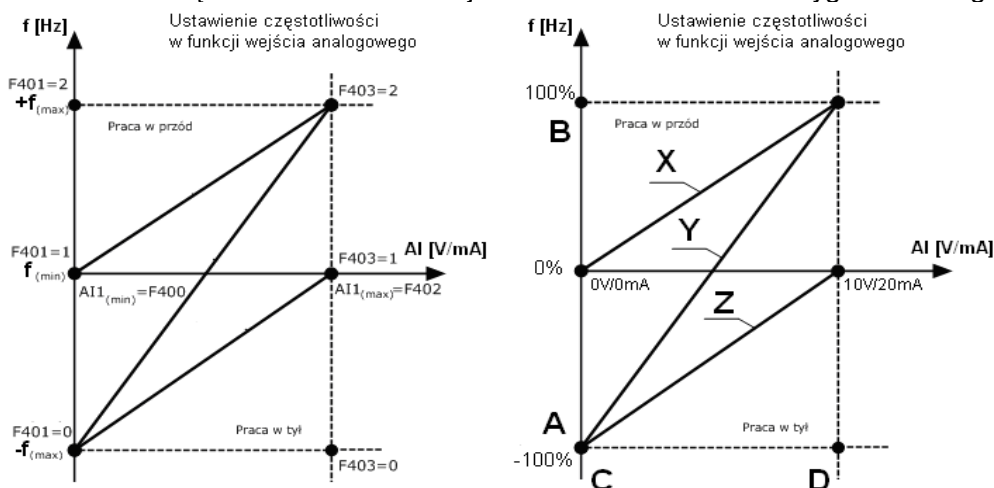 f [Hz]
Ustawienie częstotliwości
w funkcji wejścia analogowego
F401=2
+f(max)
F403=2
Praca w przód
F401=1
f(min)
AI [V/mA]
F403=1
AI1(min)=F400
AI1(max)=F402
F401=0
-f(max)
Praca w tył
F403=0
f [Hz]
Ustawienie częstotliwości
w funkcji wejścia analogowego
100%
B
Praca w przód
X
Y
AI [V/mA]
0%
0V/0mA
10V/20mA
Z
A
Praca w tył
-100%
C
D